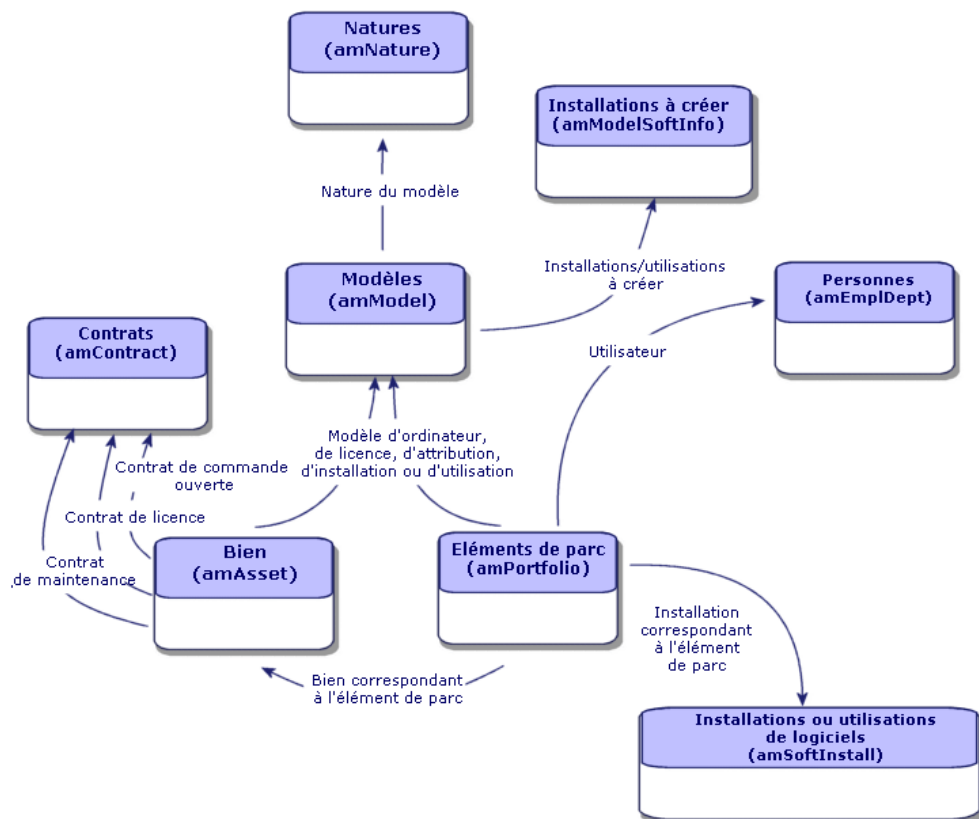 Natures
(amNature)
Installations à créer
(amModelSoftInfo)
Nature du modèle
Modèles
(amModel)
Installations/utilisations
à créer
Personnes
(amEmplDept)
Contrats
(amContract)
Utilisateur
Modèle d'ordinateur,
de licence, d'attribution,
d'installation ou d'utilisation
Contrat de commande
ouverte
Contrat de licence
Contrat
de maintenance
Bien
(amAsset)
Eléments de parc
(amPortfolio)
Installation
correspondant
à l'élément
de parc
Bien correspondant
à l'élément de parc
Installations ou utilisations
de logiciels
(amSoftInstall)